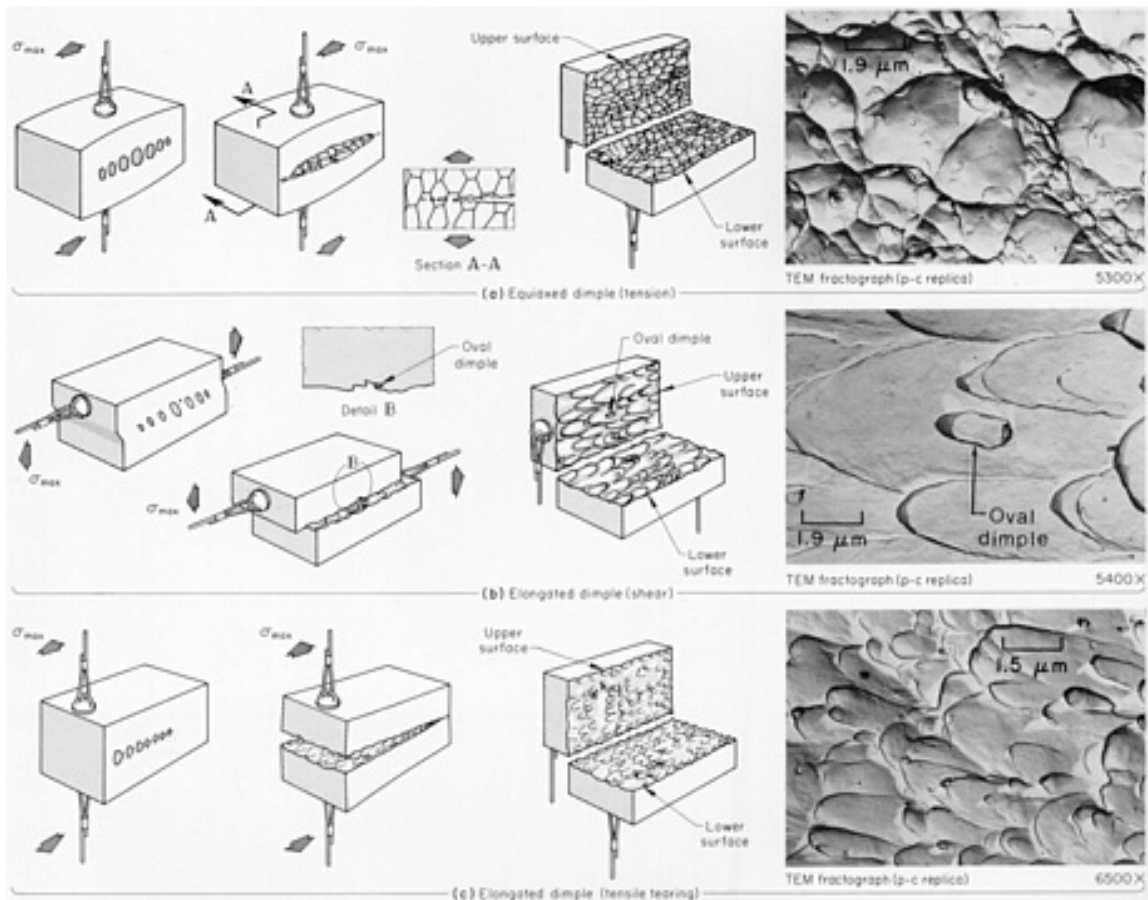 σmax
σmax
A
A
Section A-A
Upper surface
Lower surface
1.9 μm
TEM fractograph (p-c replica) 5300X
(a) Equiaxed dimple (tension)
σmax
Oval
dimple
Detail B
σmax
B
Oval dimple
Upper
surface
Lower
surface
1.9 μm
Oval
dimple
TEM fractograph (p-c replica) 5400X
(b) Elongated dimple (shear)
σmax
σmax
Upper
surface
Lower
surface
1.5 μm
TEM fractograph (p-c replica) 6500X
(c) Elongated dimple (tensile tearing)